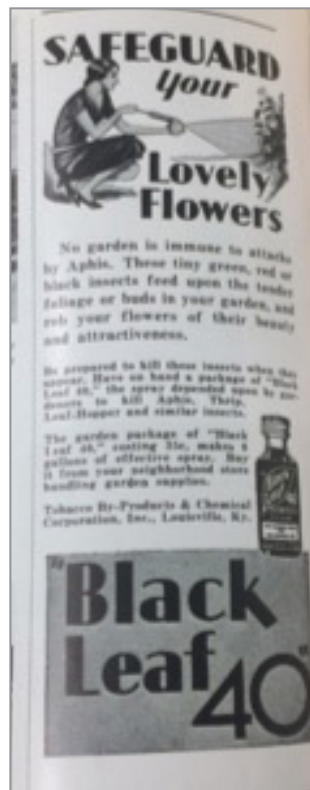 SAFEGUARD
Your
Lovely
Flowers
No garden is immune to attacks
by Aphis. These tiny green, red or
black insects feed upon the tender
foliage or buds in your garden, and
rob your flowers of their beauty
and attractiveness.
Be prepared to kill these insects when they
appear. Have on hand a package of "Black
Leaf 40," the spray depended upon by gar-
deners to kill Aphis, Thrip,
Leaf-Hopper and similar insects.
The garden package of "Black
Leaf 40," costing 35c, makes 6
gallons of effective spray. Buy
it from your neighborhood store
handling garden supplies.
Tobacco By-Products & Chemical
Corporation, Inc., Louisville, Ky.
"Black
Leaf 40"